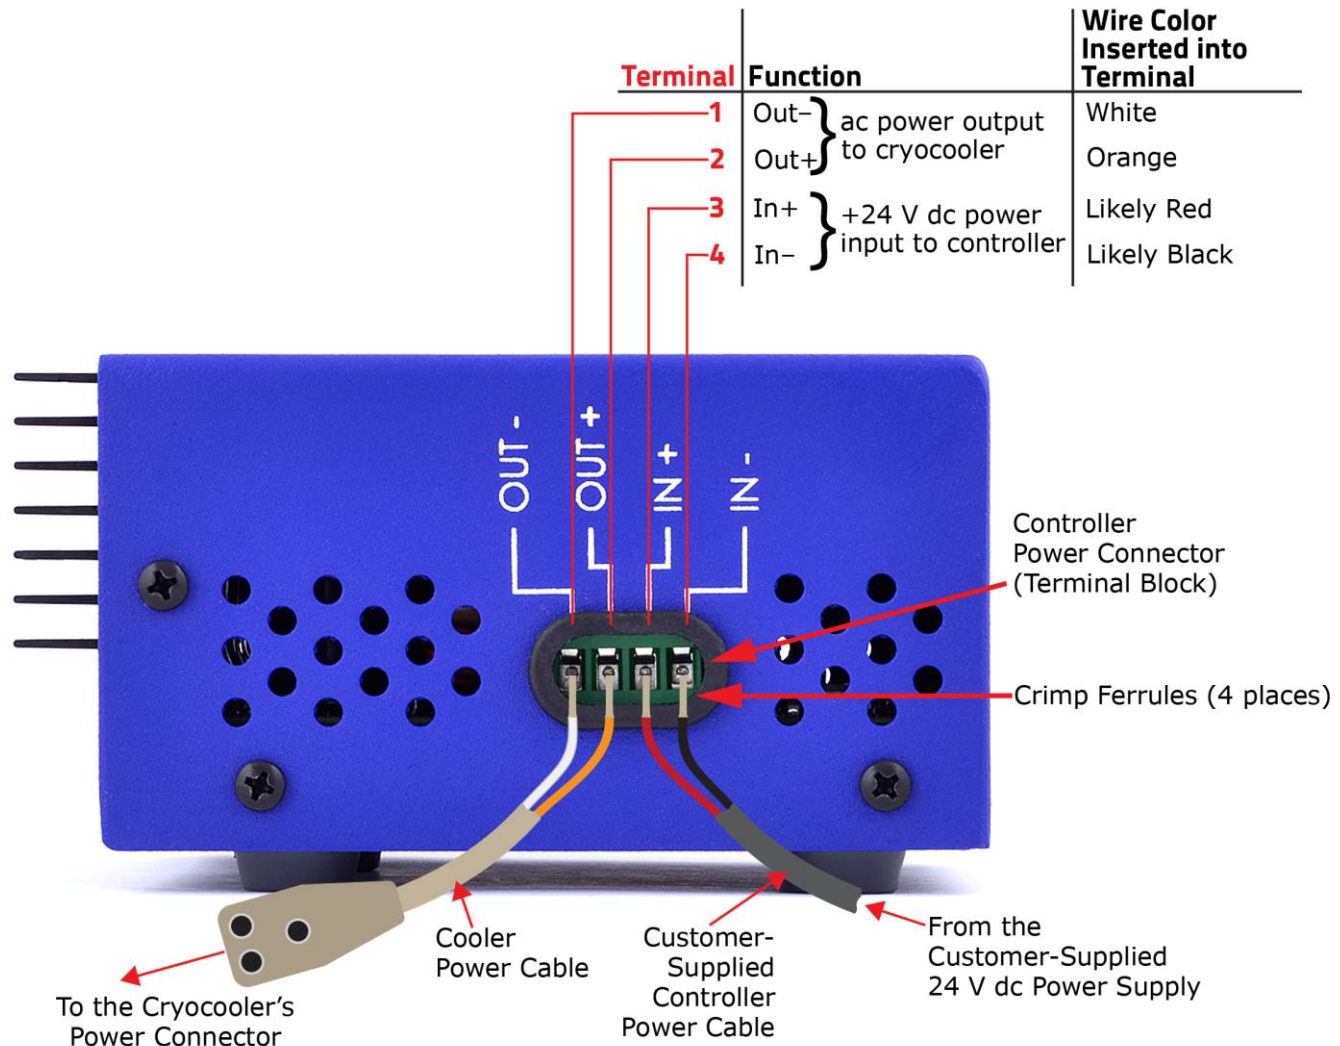 Terminal Function Wire Color
Inserted into
Terminal
1 Out− ac power output
to cryocooler White
2 Out+ Orange
3 In+ +24 V dc power
input to controller Likely Red
4 In− Likely Black
OUT -
OUT +
IN +
IN -
Controller
Power Connector
(Terminal Block)
Crimp Ferrules (4 places)
Cooler
Power Cable
Customer-
Supplied
Controller
Power Cable
From the
Customer-Supplied
24 V dc Power Supply
To the Cryocooler’s
Power Connector